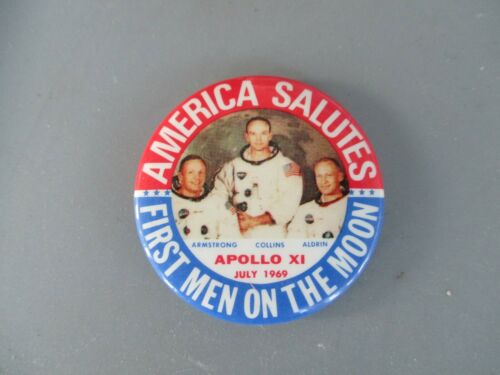 AMERICA SALUTES
ARMSTRONG COLLINS ALDRIN
APOLLO XI
JULY 1969
FIRST MEN ON THE MOON